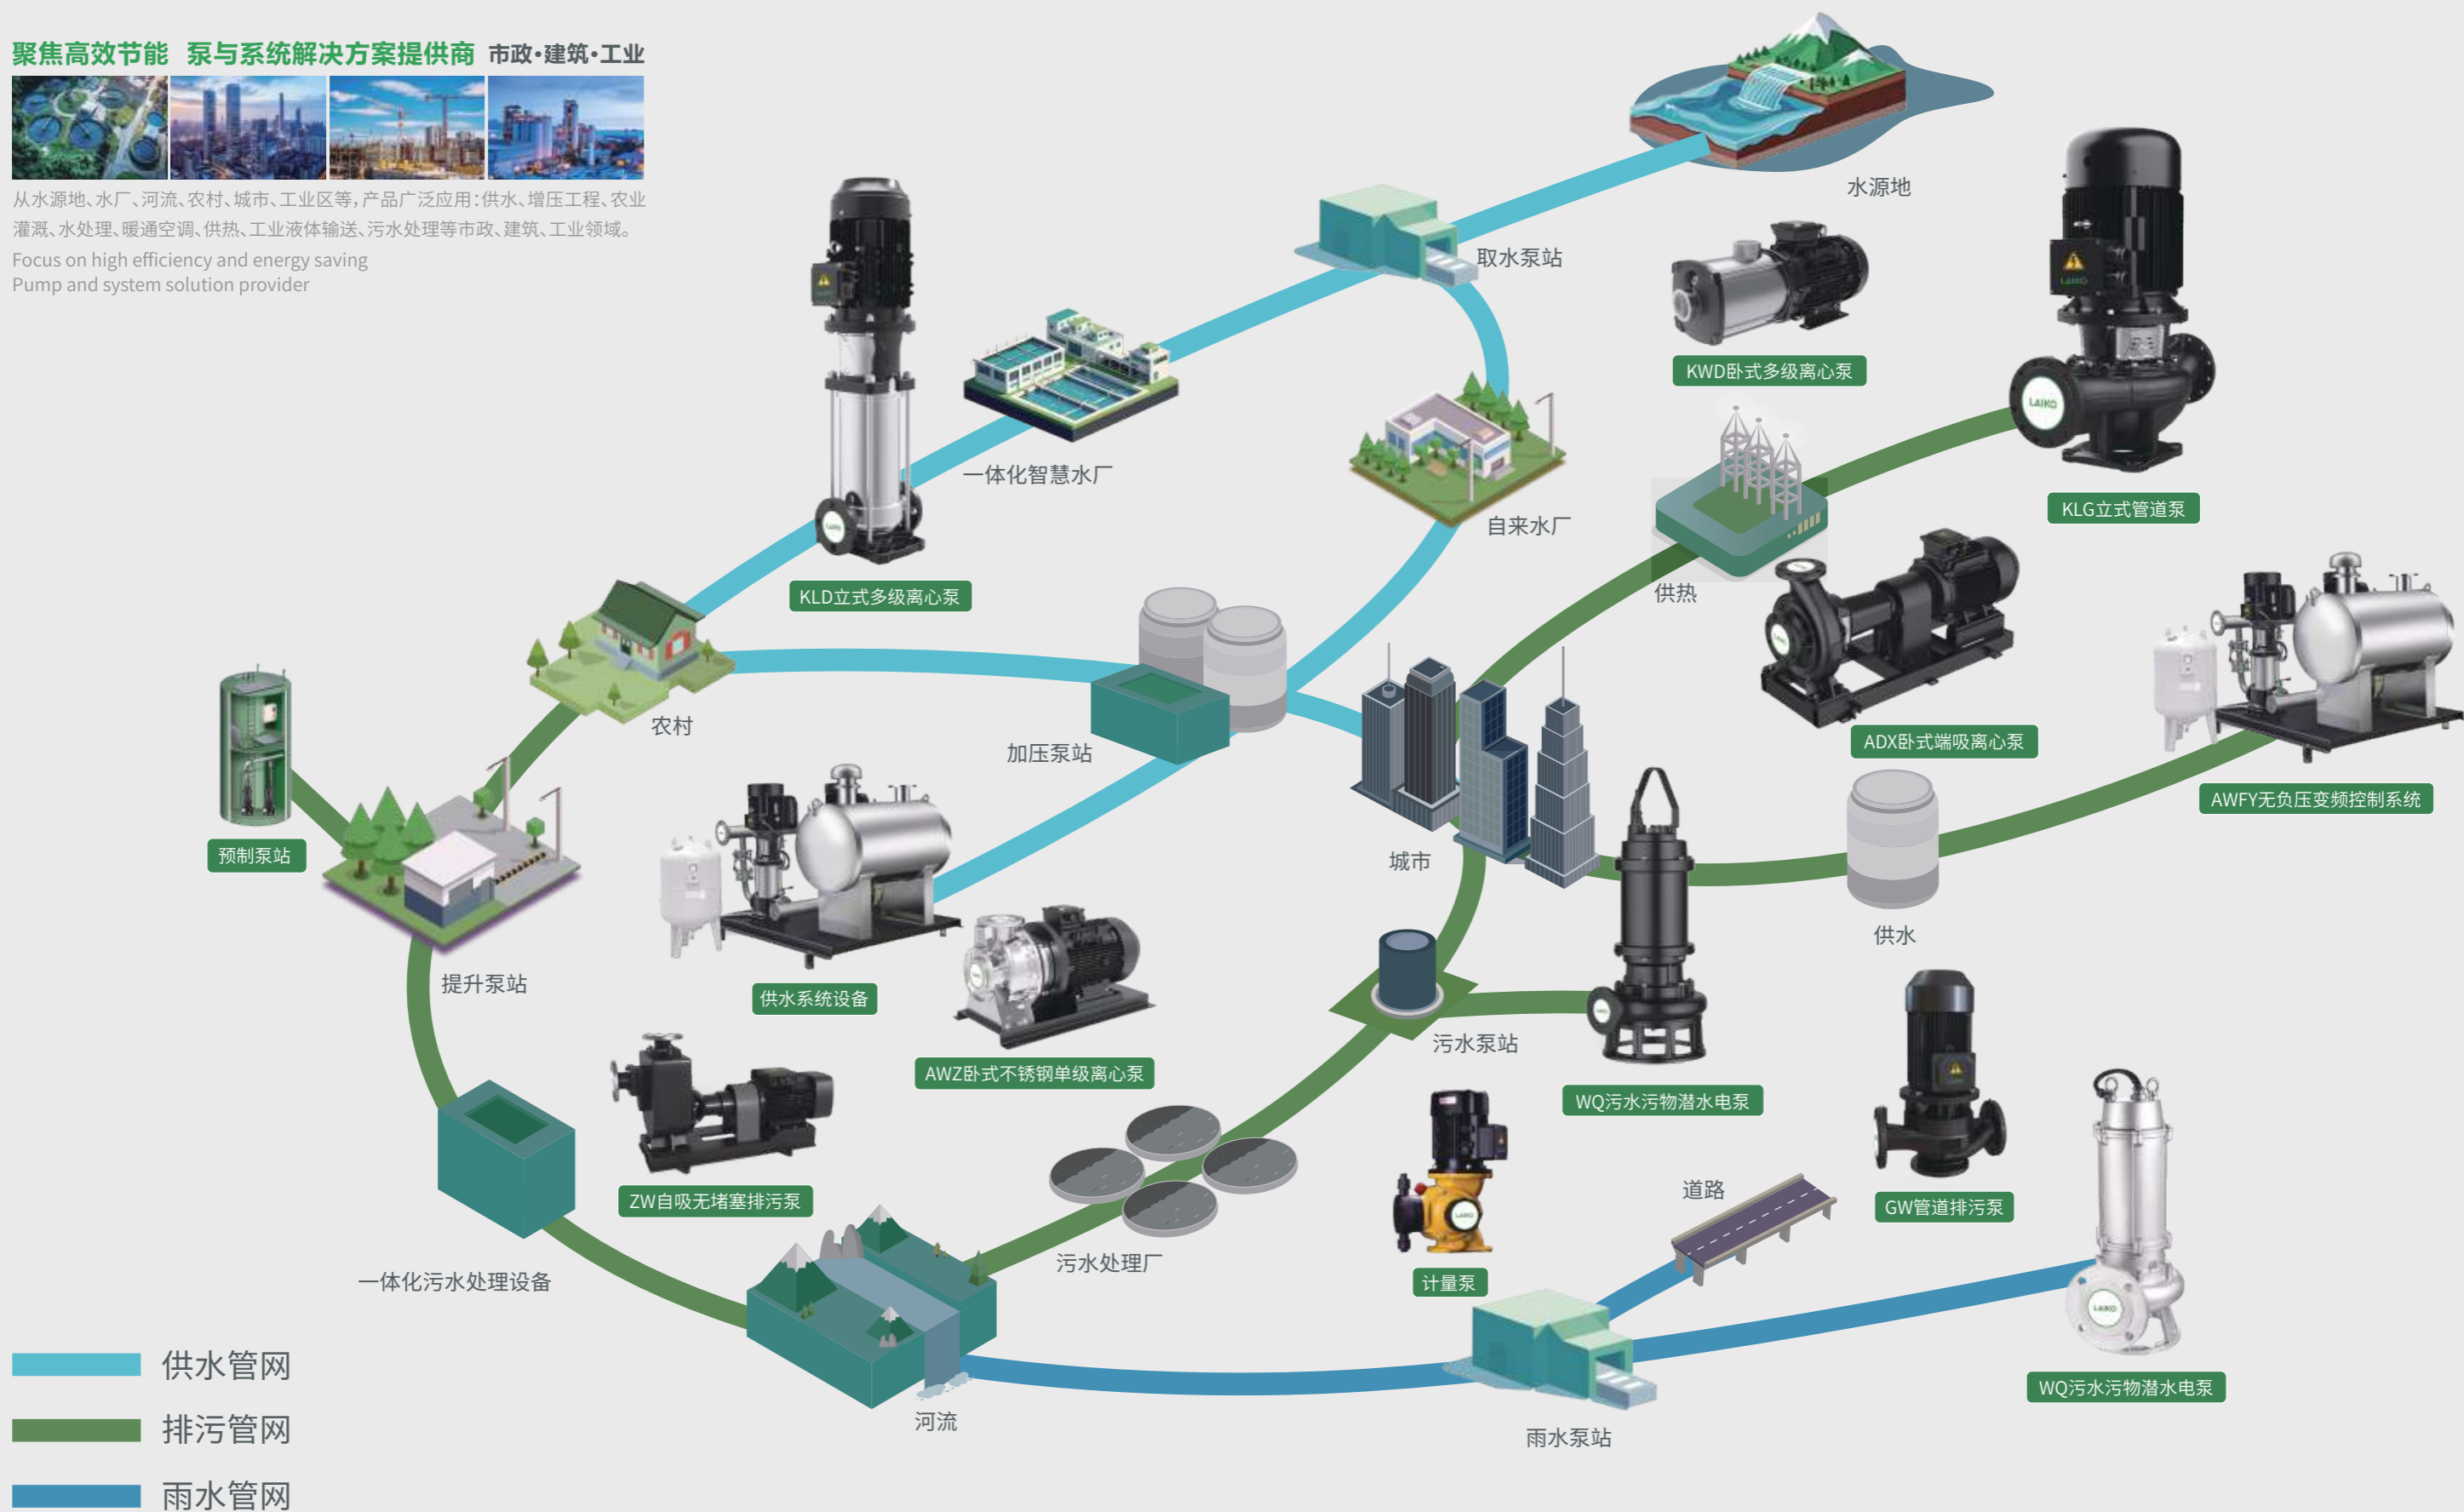 聚焦高效节能 泵与系统解决方案提供商 市政·建筑·工业
从水源地、水厂、河流、农村、城市、工业区等，产品广泛应用：供水、增压工程、农业
灌溉、水处理、暖通空调、供热、工业液体输送、污水处理等市政、建筑、工业领域。
Focus on high efficiency and energy saving
Pump and system solution provider
水源地
取水泵站
KWD卧式多级离心泵
LAIKO
LAIKO
一体化智慧水厂
自来水厂
KLG立式管道泵
LAIKO
KLD立式多级离心泵
供热
LAIKO
农村
加压泵站
ADX卧式端吸离心泵
AWFY无负压变频控制系统
预制泵站
城市
供水
提升泵站
供水系统设备
污水泵站
AWZ卧式不锈钢单级离心泵
WQ污水污物潜水电泵
ZW自吸无堵塞排污泵
道路
GW管道排污泵
LAIKO
污水处理厂
一体化污水处理设备
计量泵
LAIKO
WQ污水污物潜水电泵
河流
雨水泵站
供水管网
排污管网
雨水管网